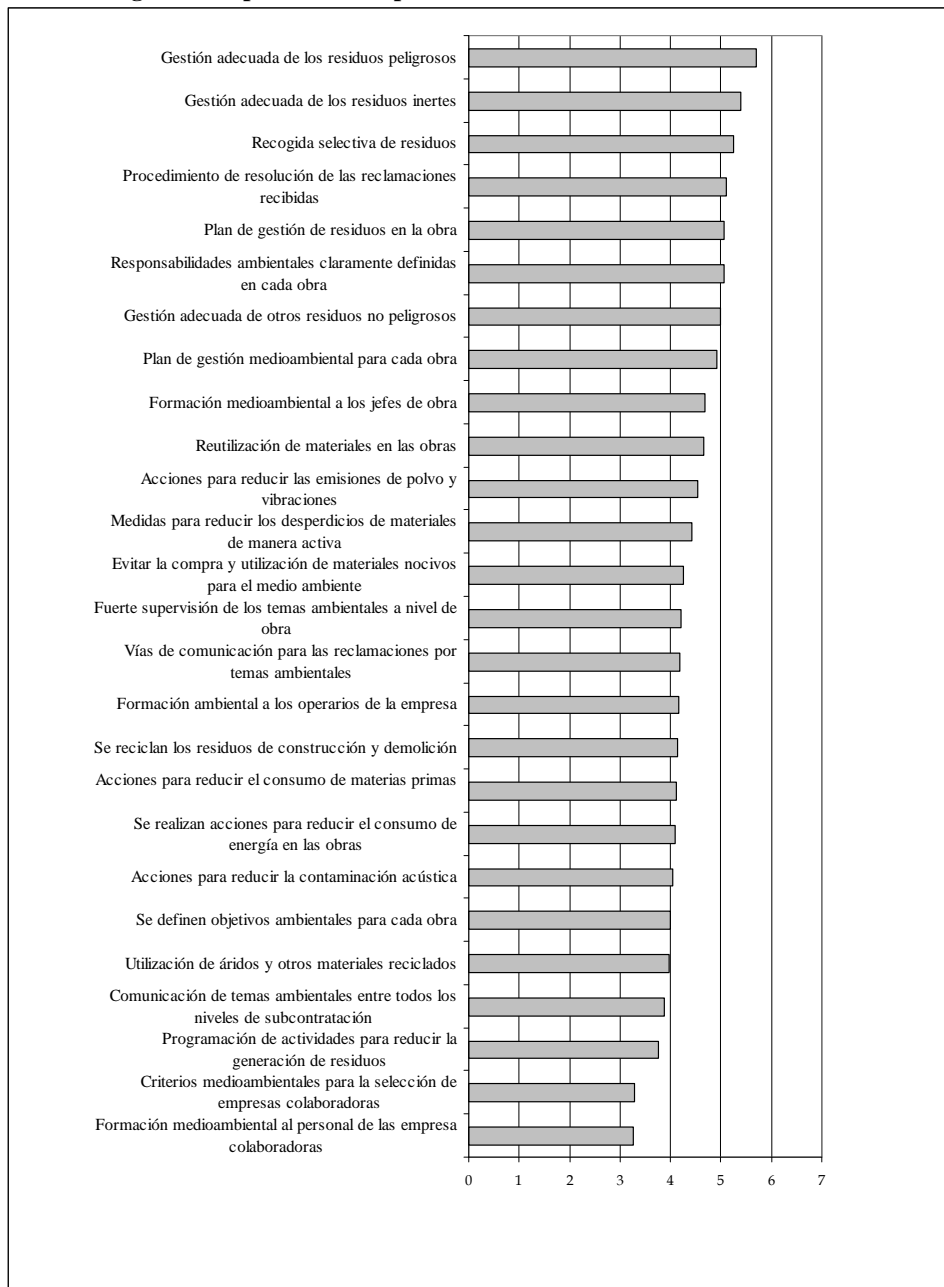 Gestión adecuada de los residuos peligrosos
Gestión adecuada de los residuos inertes
Recogida selectiva de residuos
Procedimiento de resolución de las reclamaciones
recibidas
Plan de gestión de residuos en la obra
Responsabilidades ambientales claramente definidas
en cada obra
Gestión adecuada de otros residuos no peligrosos
Plan de gestión medioambiental para cada obra
Formación medioambiental a los jefes de obra
Reutilización de materiales en las obras
Acciones para reducir las emisiones de polvo y
vibraciones
Medidas para reducir los desperdicios de materiales
de manera activa
Evitar la compra y utilización de materiales nocivos
para el medio ambiente
Fuerte supervisión de los temas ambientales a nivel de
obra
Vías de comunicación para las reclamaciones por
temas ambientales
Formación ambiental a los operarios de la empresa
Se reciclan los residuos de construcción y demolición
Acciones para reducir el consumo de materias primas
Se realizan acciones para reducir el consumo de
energía en las obras
Acciones para reducir la contaminación acústica
Se definen objetivos ambientales para cada obra
Utilización de áridos y otros materiales reciclados
Comunicación de temas ambientales entre todos los
niveles de subcontratación
Programación de actividades para reducir la
generación de residuos
Criterios medioambientales para la selección de
empresas colaboradoras
Formación medioambiental al personal de las empresa
colaboradoras
0 1 2 3 4 5 6 7